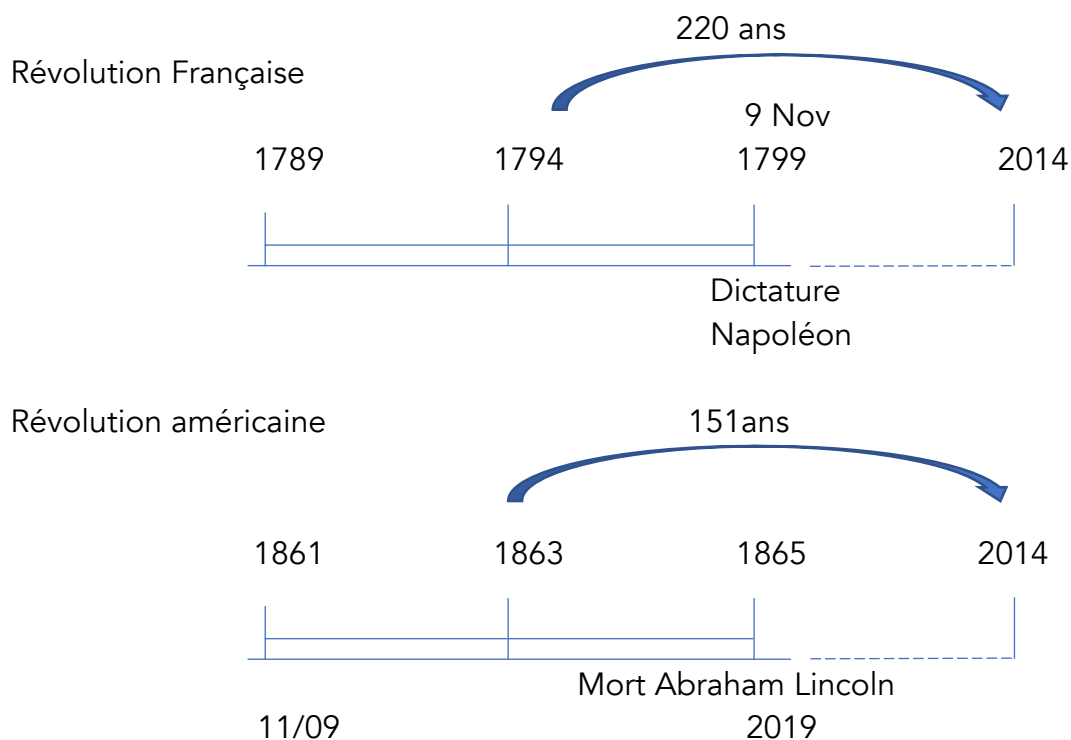 220 ans
Révolution Française
9 Nov
1789 1794 1799 2014
Dictature
Napoléon
Révolution américaine 151ans
1861 1863 1865 2014
Mort Abraham Lincoln
11/09 2019